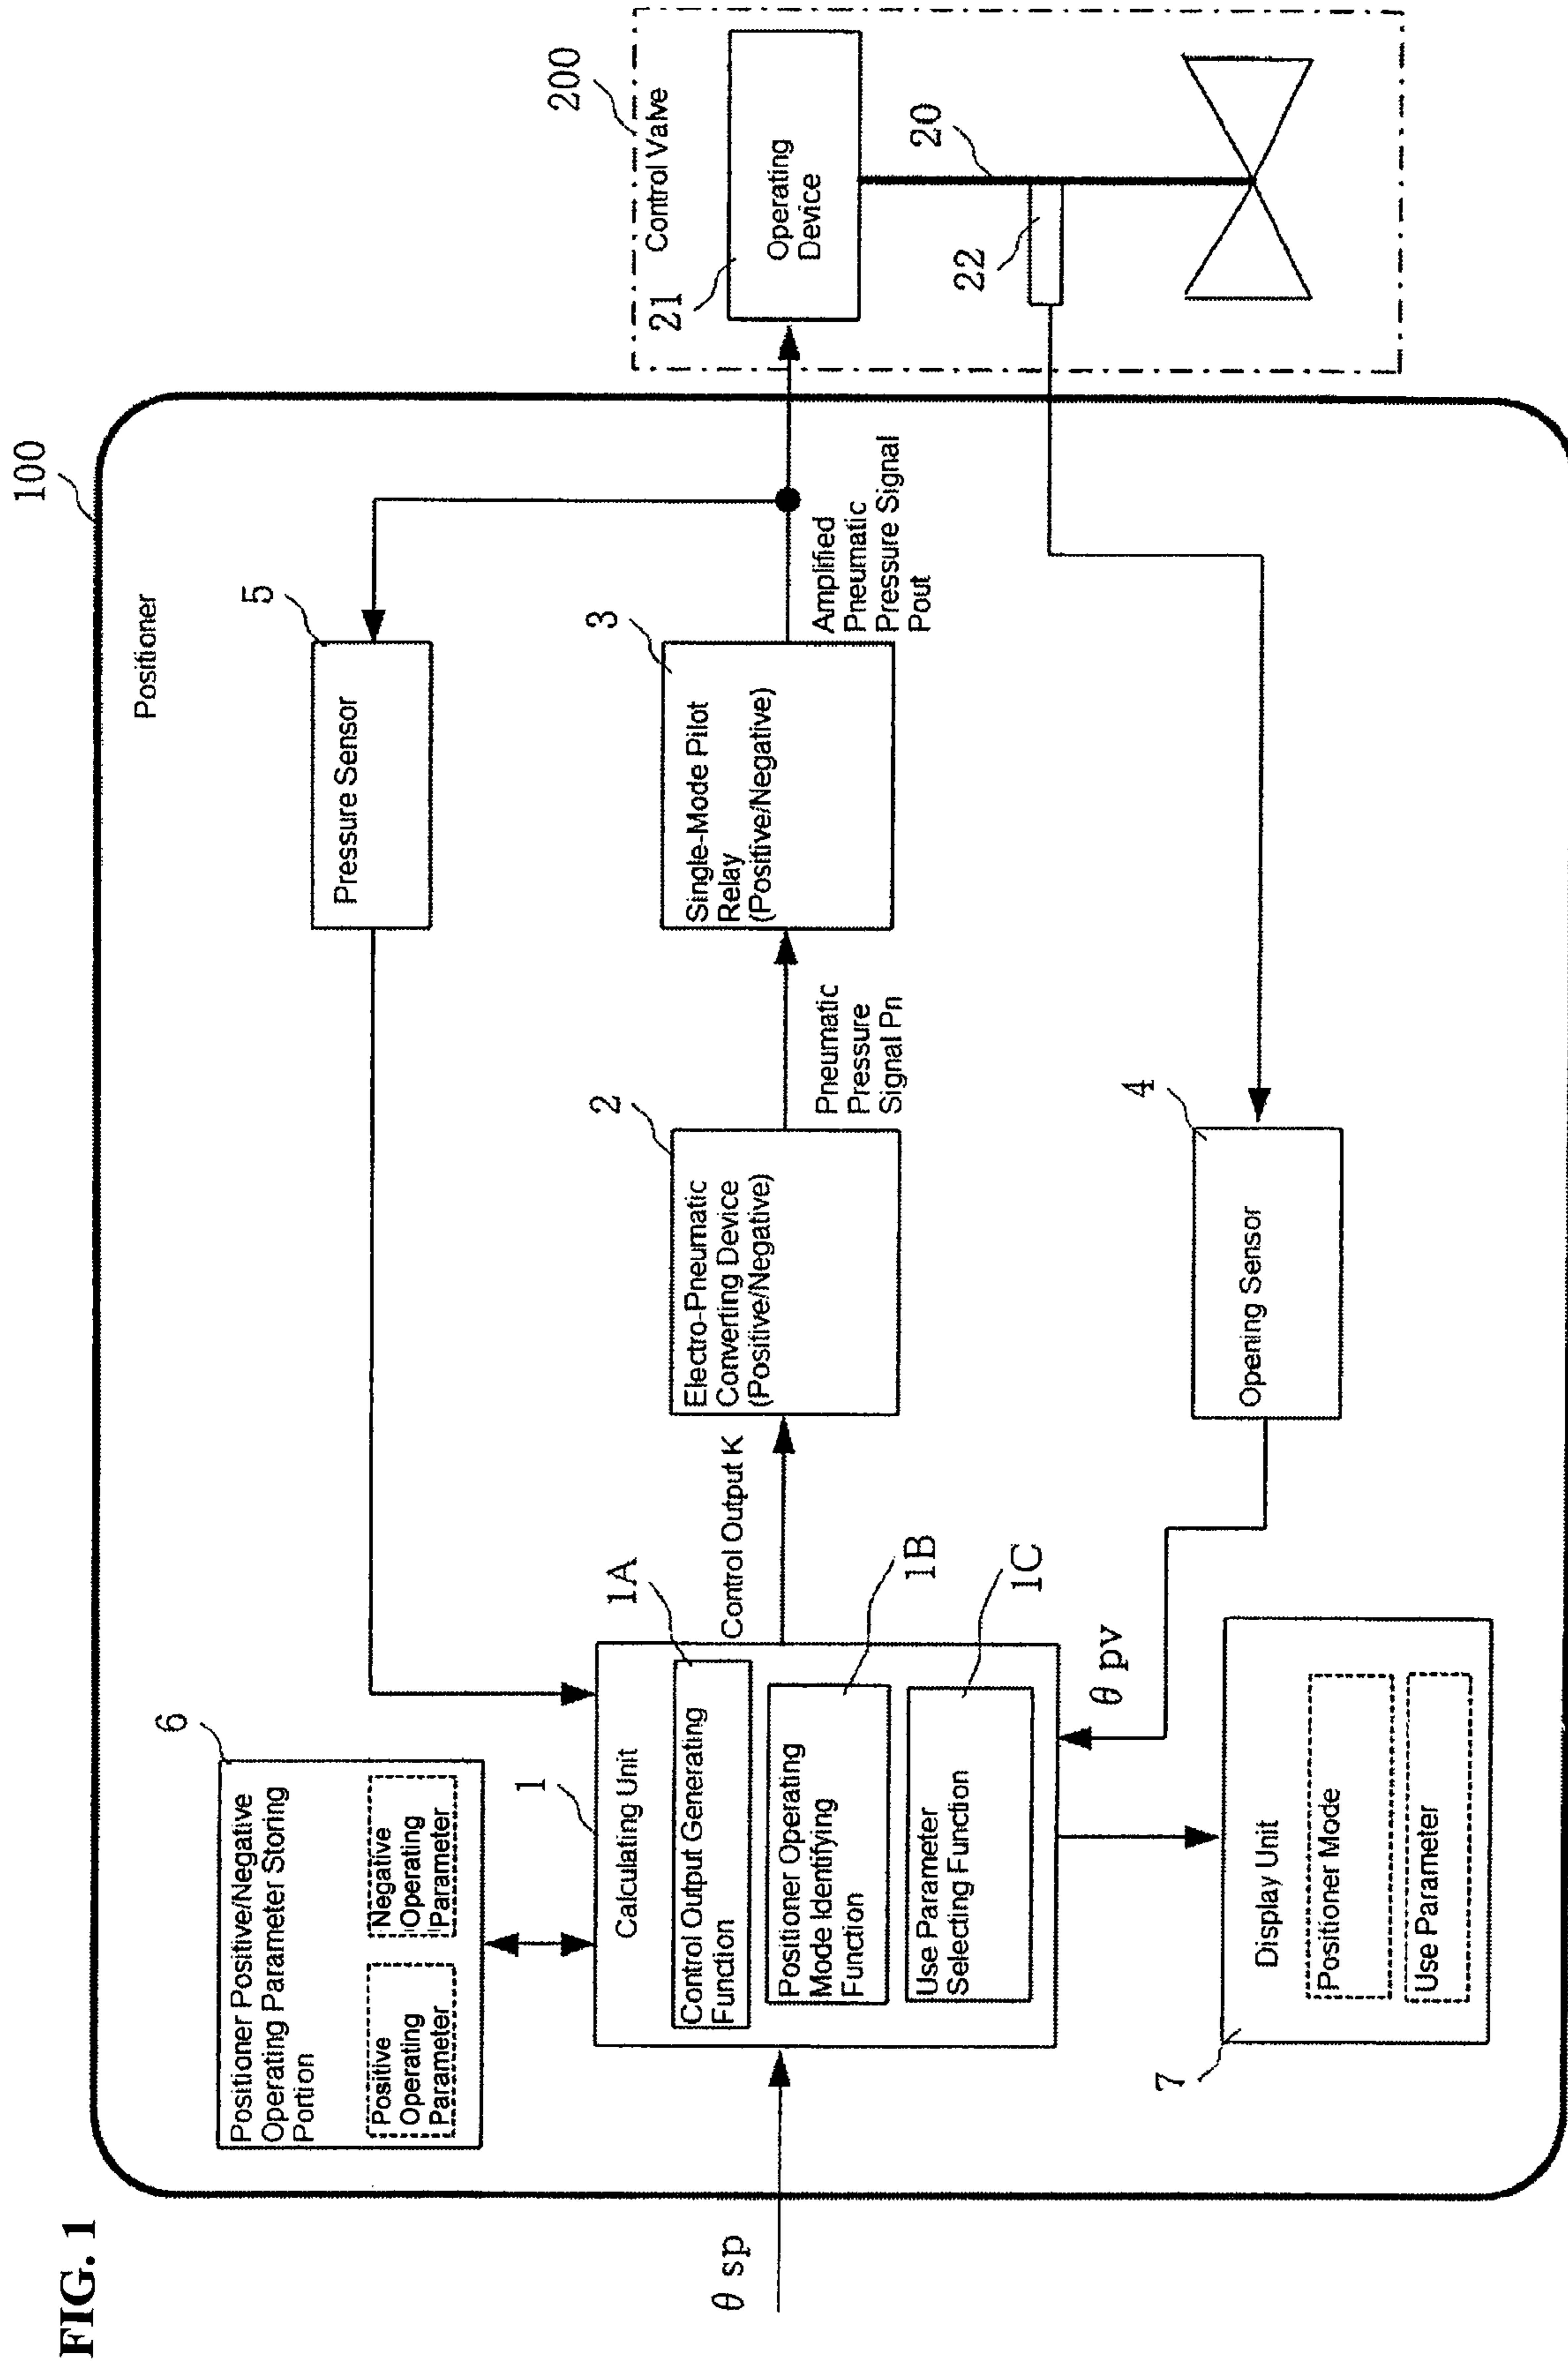 FIG. 1
100
Positioner
6
Positioner Positive/Negative
Operating Parameter Storing
Portion
Positive
Operating
Parameter
Negative
Operating
Parameter
5
Pressure Sensor
θ sp
1
Calculating Unit
1A
Control Output Generating
Function
1B
Positioner Operating
Mode Identifying
Function
1C
Use Parameter
Selecting Function
Control Output K
2
Electro-Pneumatic
Converting Device
(Positive/Negative)
Pneumatic
Pressure
Signal Pn
3
Single-Mode Pilot
Relay
(Positive/Negative)
Amplified
Pneumatic
Pressure Signal
Pout
θ pv
4
Opening Sensor
7
Display Unit
Positioner Mode
Use Parameter
200
Control Valve
21
Operating
Device
20
22